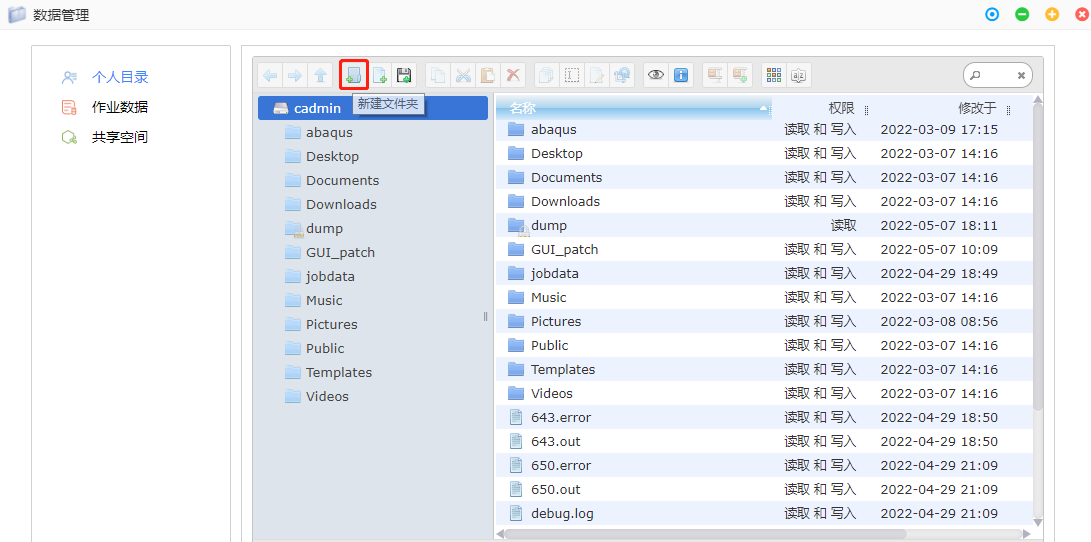 数据管理
个人目录
作业数据
共享空间
新建文件夹
cadmin
abaqus
Desktop
Documents
Downloads
dump
GUI_patch
jobdata
Music
Pictures
Public
Templates
Videos
名称 权限 修改于
abaqus 读取 和 写入 2022-03-09 17:15
Desktop 读取 和 写入 2022-03-07 14:16
Documents 读取 和 写入 2022-03-07 14:16
Downloads 读取 和 写入 2022-03-07 14:16
dump 读取 2022-05-07 18:11
GUI_patch 读取 和 写入 2022-05-07 10:09
jobdata 读取 和 写入 2022-04-29 18:49
Music 读取 和 写入 2022-03-07 14:16
Pictures 读取 和 写入 2022-03-08 08:56
Public 读取 和 写入 2022-03-07 14:16
Templates 读取 和 写入 2022-03-07 14:16
Videos 读取 和 写入 2022-03-07 14:16
643.error 读取 和 写入 2022-04-29 18:50
643.out 读取 和 写入 2022-04-29 18:50
650.error 读取 和 写入 2022-04-29 21:09
650.out 读取 和 写入 2022-04-29 21:09
debug.log 读取 和 写入 2022-04-29 21:09